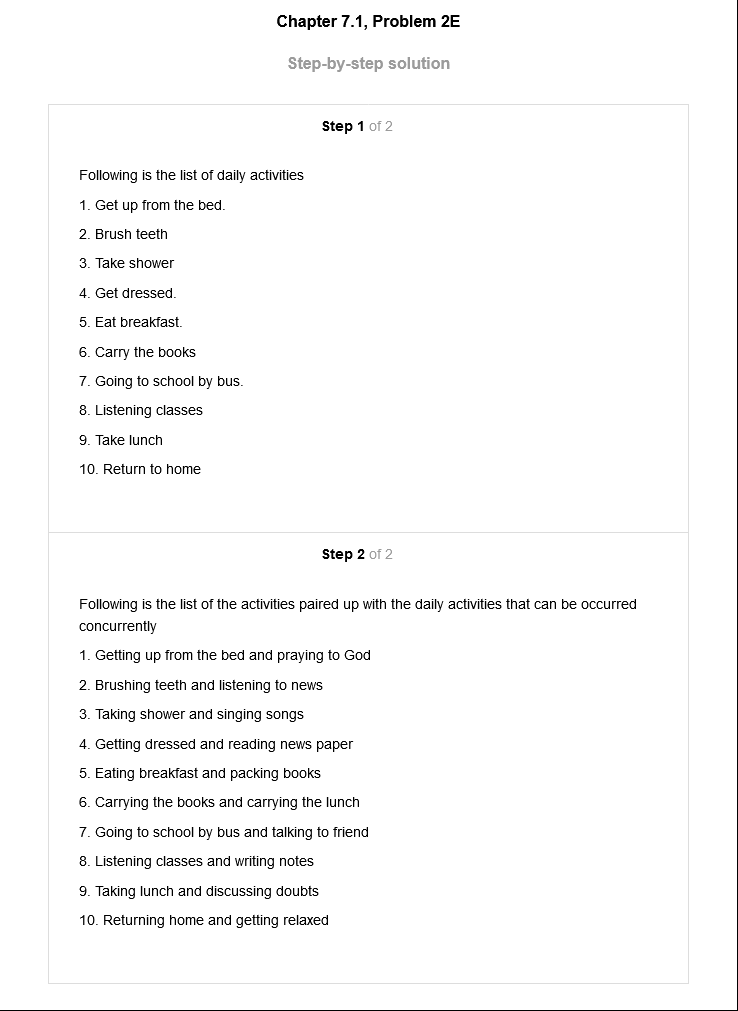 Chapter 7.1, Problem 2E
Step-by-step solution
Step 1 of 2
Following is the list of daily activities
1. Get up from the bed.
2. Brush teeth
3. Take shower
4. Get dressed.
5. Eat breakfast.
6. Carry the books
7. Going to school by bus.
8. Listening classes
9. Take lunch
10. Return to home
Step 2 of 2
Following is the list of the activities paired up with the daily activities that can be occurred
concurrently
1. Getting up from the bed and praying to God
2. Brushing teeth and listening to news
3. Taking shower and singing songs
4. Getting dressed and reading news paper
5. Eating breakfast and packing books
6. Carrying the books and carrying the lunch
7. Going to school by bus and talking to friend
8. Listening classes and writing notes
9. Taking lunch and discussing doubts
10. Returning home and getting relaxed